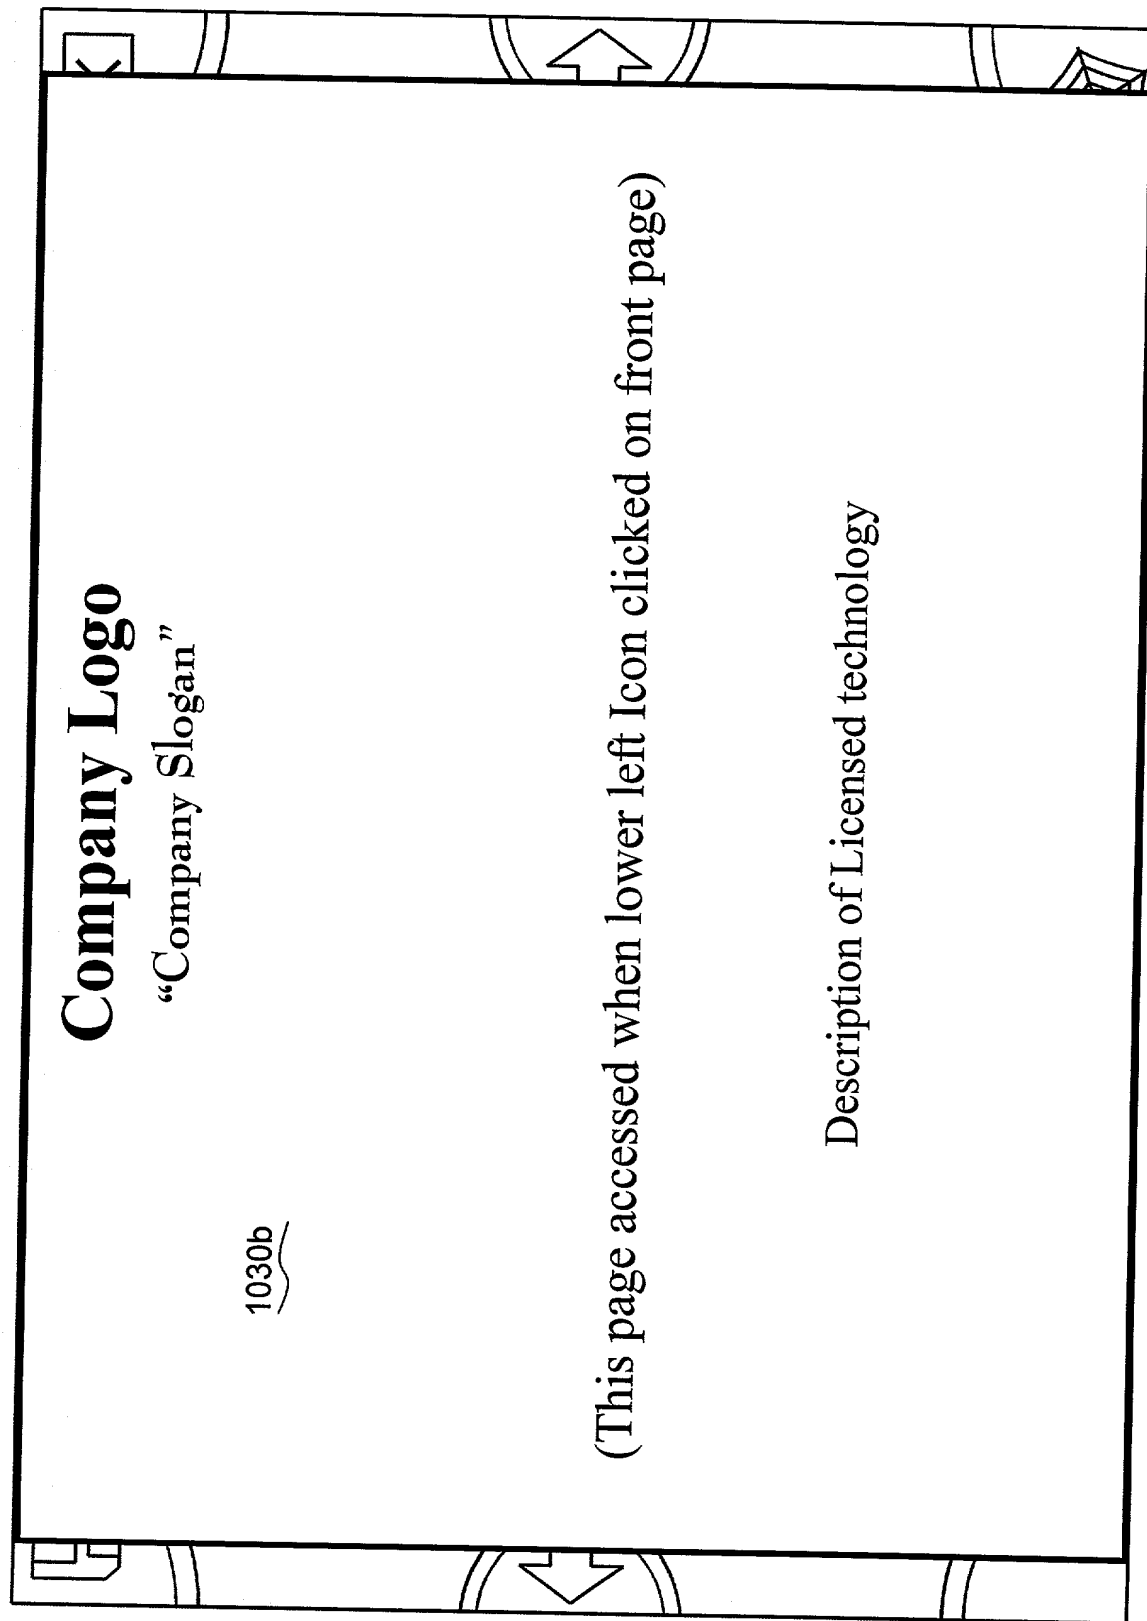 Company Logo
“Company Slogan”
1030b
(This page accessed when lower left Icon clicked on front page)
Description of Licensed technology